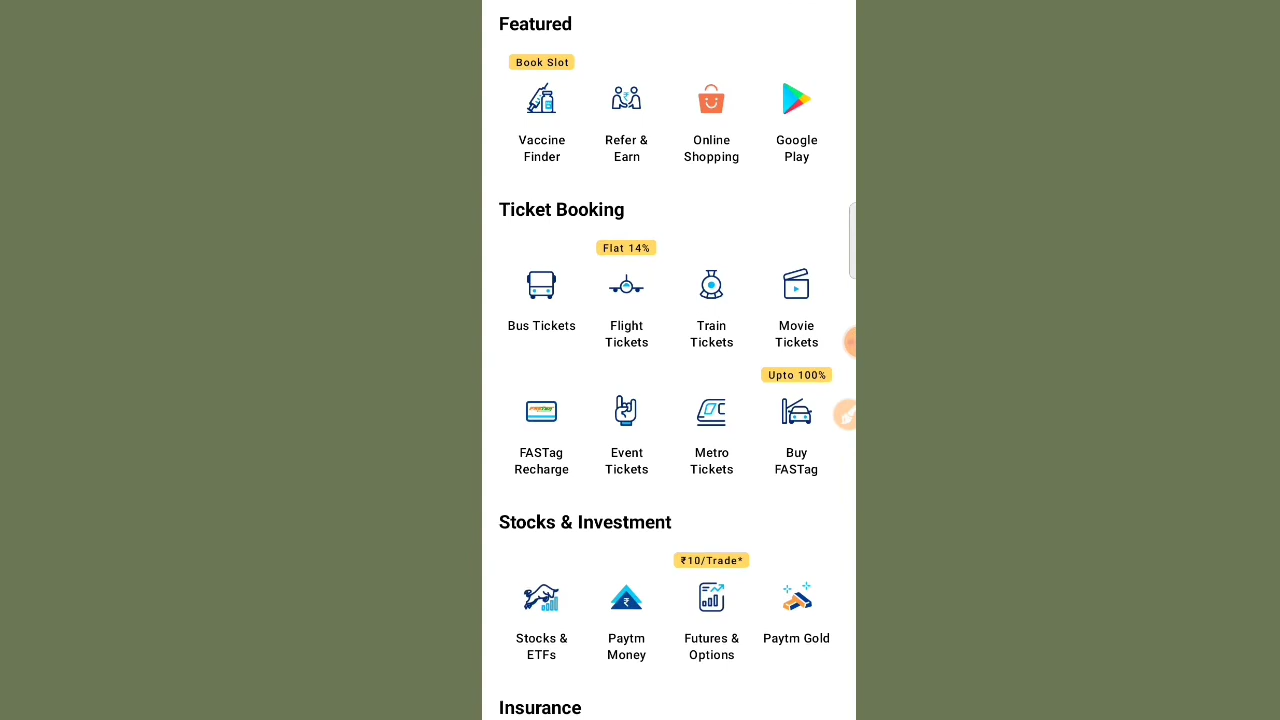 Featured
Book Slot
Vaccine Finder
Refer & Earn
Online Shopping
Google Play
Ticket Booking
Flat 14%
Bus Tickets
Flight Tickets
Train Tickets
Movie Tickets
Upto 100%
FASTag Recharge
Event Tickets
Metro Tickets
Buy FASTag
Stocks & Investment
₹10/Trade*
Stocks & ETFs
Paytm Money
Futures & Options
Paytm Gold
Insurance